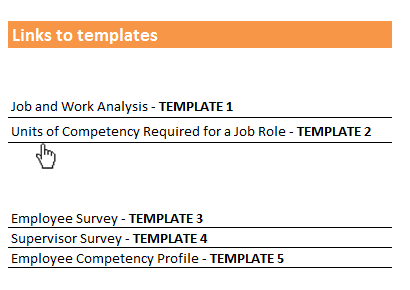 Links to templates
Job and Work Analysis - TEMPLATE 1
Units of Competency Required for a Job Role - TEMPLATE 2
Employee Survey - TEMPLATE 3
Supervisor Survey - TEMPLATE 4
Employee Competency Profile - TEMPLATE 5